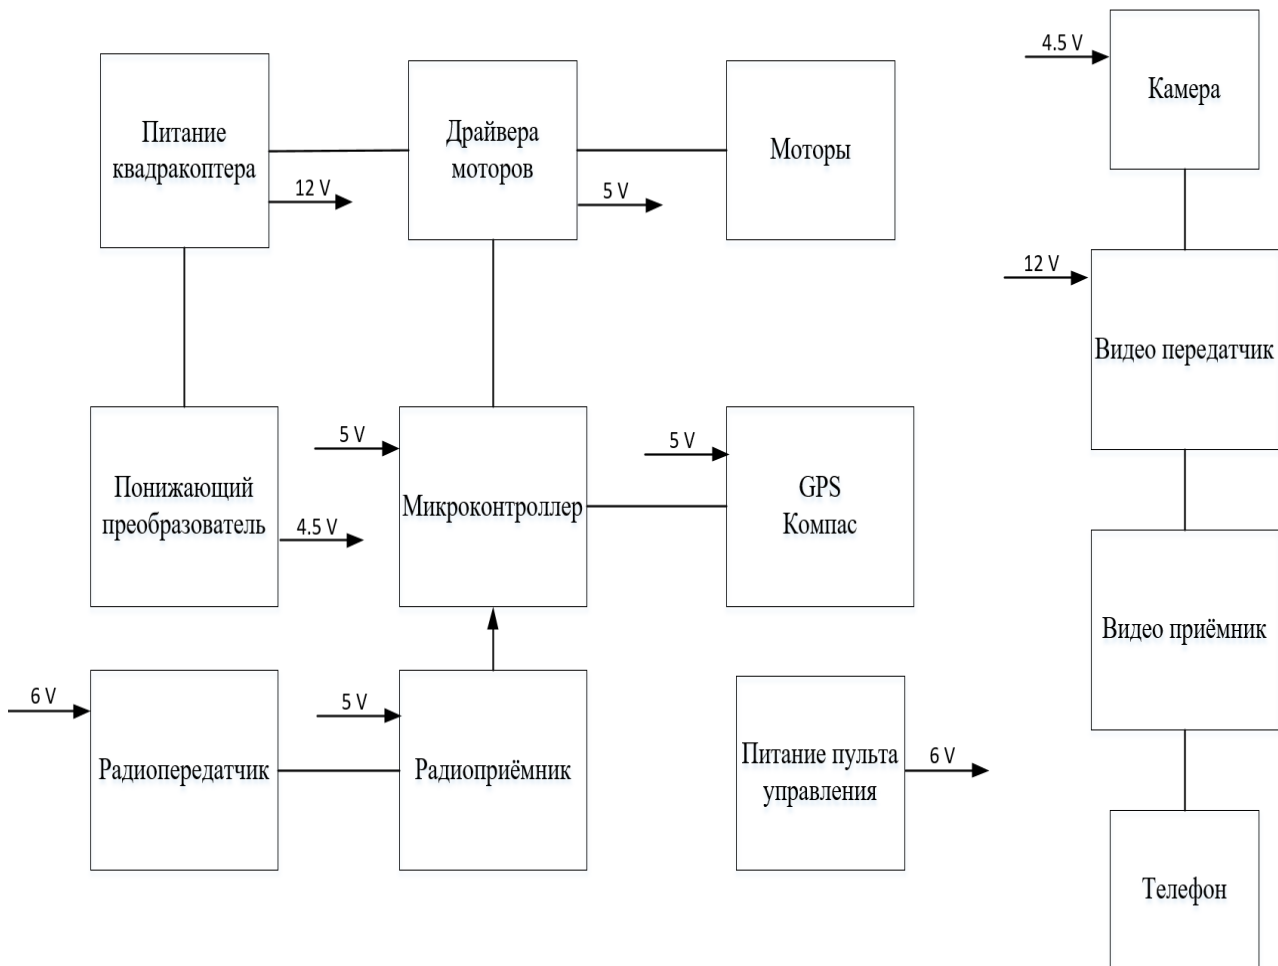 4.5 V
Камера
Питание
квадракоптера
12 V
Драйвера
моторов
5 V
Моторы
12 V
Видео передатчик
Понижающий
преобразователь
4.5 V
5 V
Микроконтроллер
5 V
GPS
Компас
Видео приёмник
6 V
Радиопередатчик
5 V
Радиоприёмник
Питание пульта
управления
6 V
Телефон